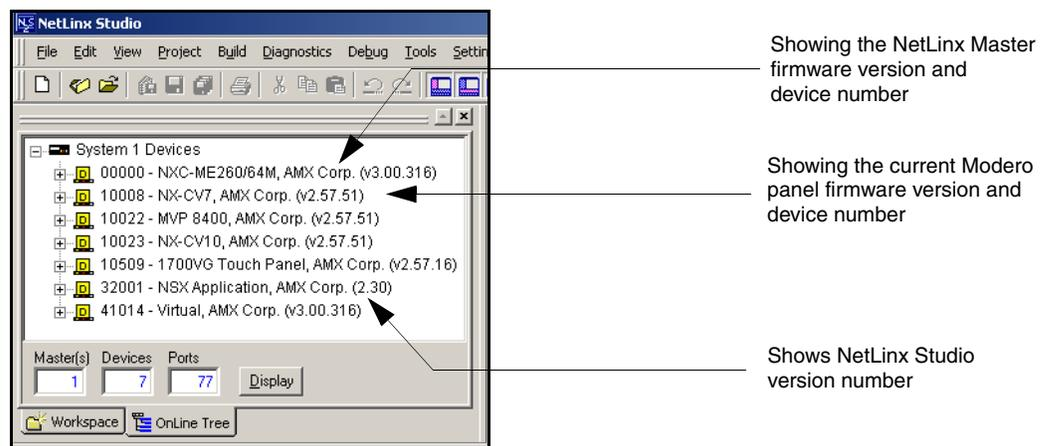 NetLinx Studio
File Edit View Project Build Diagnostics Debug Tools Settin
System 1 Devices
00000 - NXC-ME260/64M, AMX Corp. (v3.00.316)
10008 - NX-CV7, AMX Corp. (v2.57.51)
10022 - MVP 8400, AMX Corp. (v2.57.51)
10023 - NX-CV10, AMX Corp. (v2.57.51)
10509 - 1700VG Touch Panel, AMX Corp. (v2.57.16)
32001 - NSX Application, AMX Corp. (2.30)
41014 - Virtual, AMX Corp. (v3.00.316)
Master(s) Devices Ports
1 7 77 Display
Workspace OnLine Tree
Showing the NetLinx Master
firmware version and
device number
Showing the current Modero
panel firmware version and
device number
Shows NetLinx Studio
version number